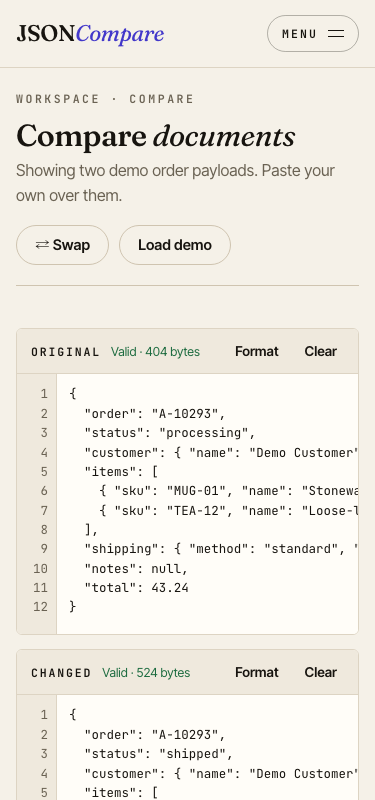 JSONCompare
MENU
WORKSPACE · COMPARE
Compare documents
Showing two demo order payloads. Paste your
own over them.
⇄ Swap
Load demo
ORIGINAL Valid · 404 bytes Format Clear
1 {
2 "order": "A-10293",
3 "status": "processing",
4 "customer": { "name": "Demo Customer"
5 "items": [
6 { "sku": "MUG-01", "name": "Stonewa
7 { "sku": "TEA-12", "name": "Loose-l
8 ],
9 "shipping": { "method": "standard", "
10 "notes": null,
11 "total": 43.24
12 }
CHANGED Valid · 524 bytes Format Clear
1 {
2 "order": "A-10293",
3 "status": "shipped",
4 "customer": { "name": "Demo Customer"
5 "items": [